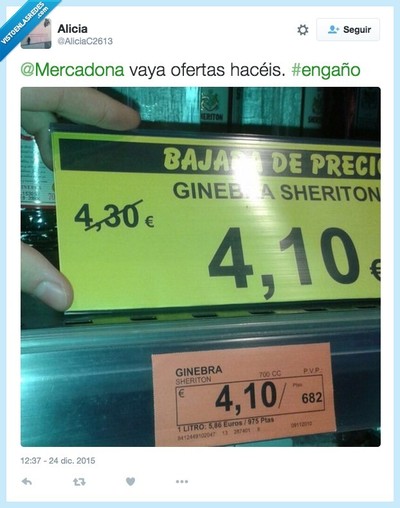 VISTOENLASREDES
.com
Alicia
@AliciaC2613
Seguir
@Mercadona vaya ofertas hacéis. #engaño
BAJADA DE PRECIO
GINEBRA SHERITON
4,30 €
4,10 €
GINEBRA
SHERITON
700 CC
P.V.P.
€ 4,10/
Ptas
682
1 LITRO. 5,86 Euros / 975 Ptas
12:37 - 24 dic. 2015